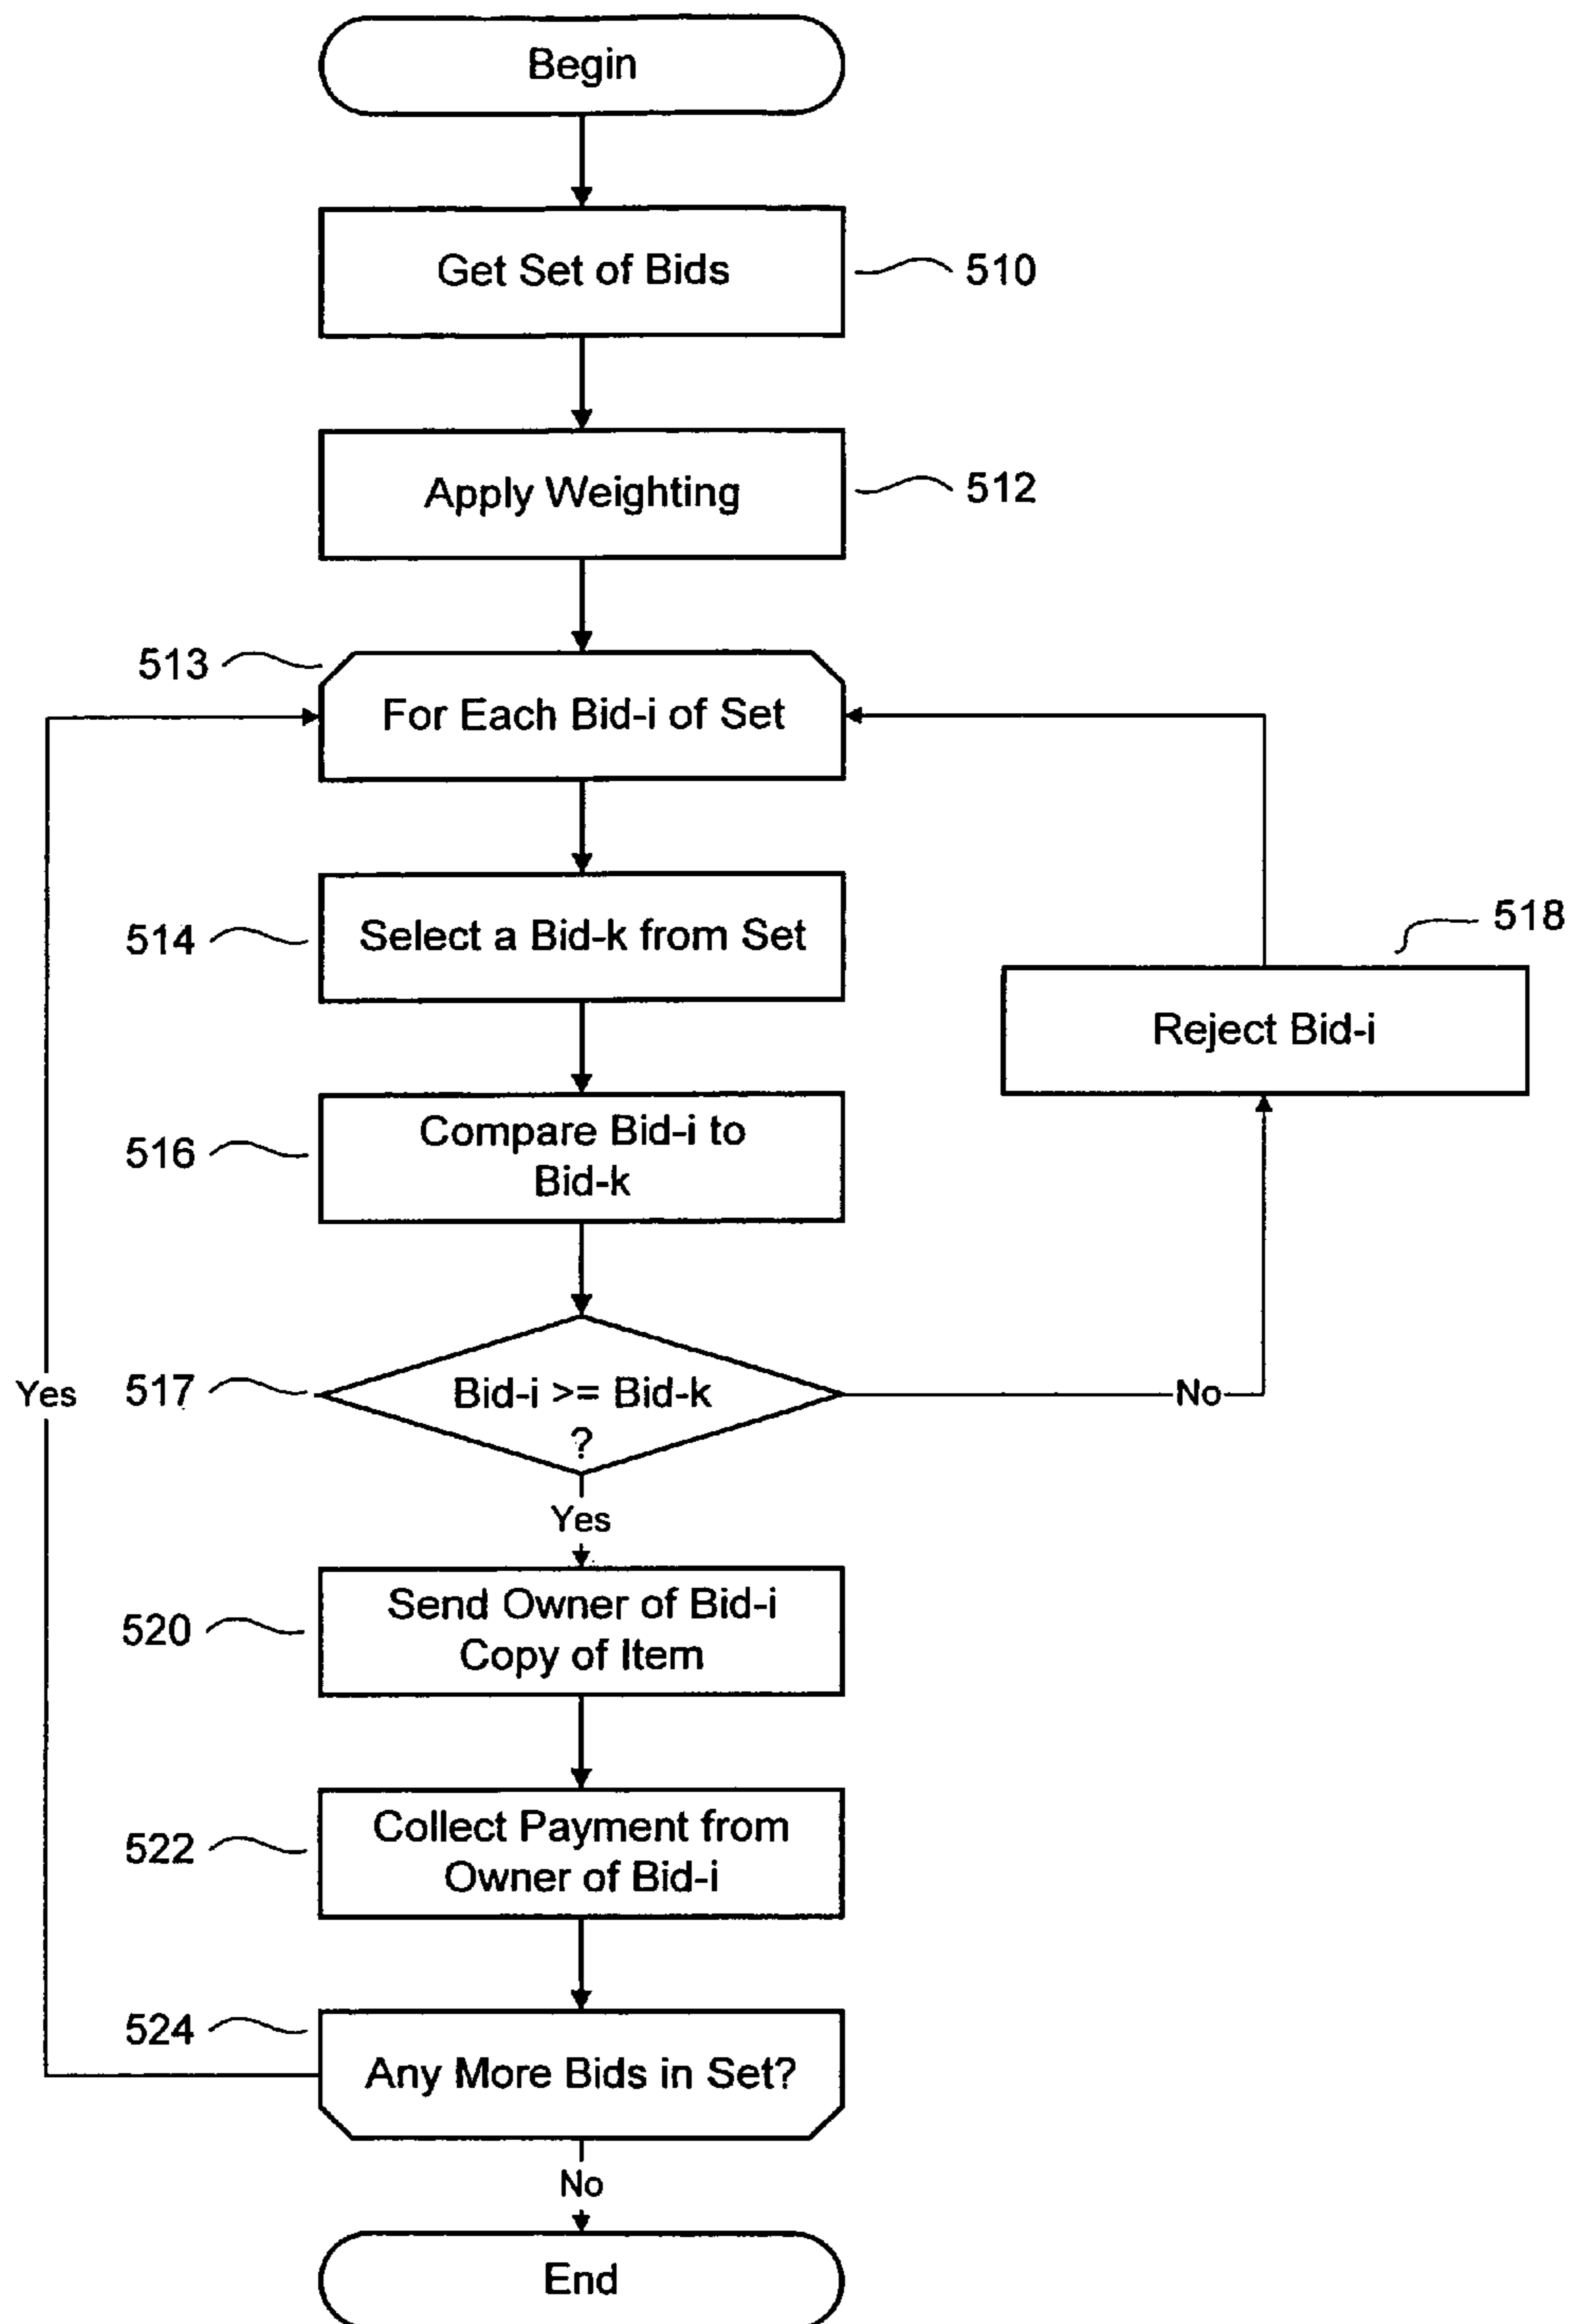 Begin
Get Set of Bids
510
Apply Weighting
512
513
For Each Bid-i of Set
514
Select a Bid-k from Set
518
Reject Bid-i
516
Compare Bid-i to
Bid-k
Yes
517
Bid-i >= Bid-k
?
No
Yes
520
Send Owner of Bid-i
Copy of Item
522
Collect Payment from
Owner of Bid-i
524
Any More Bids in Set?
No
End